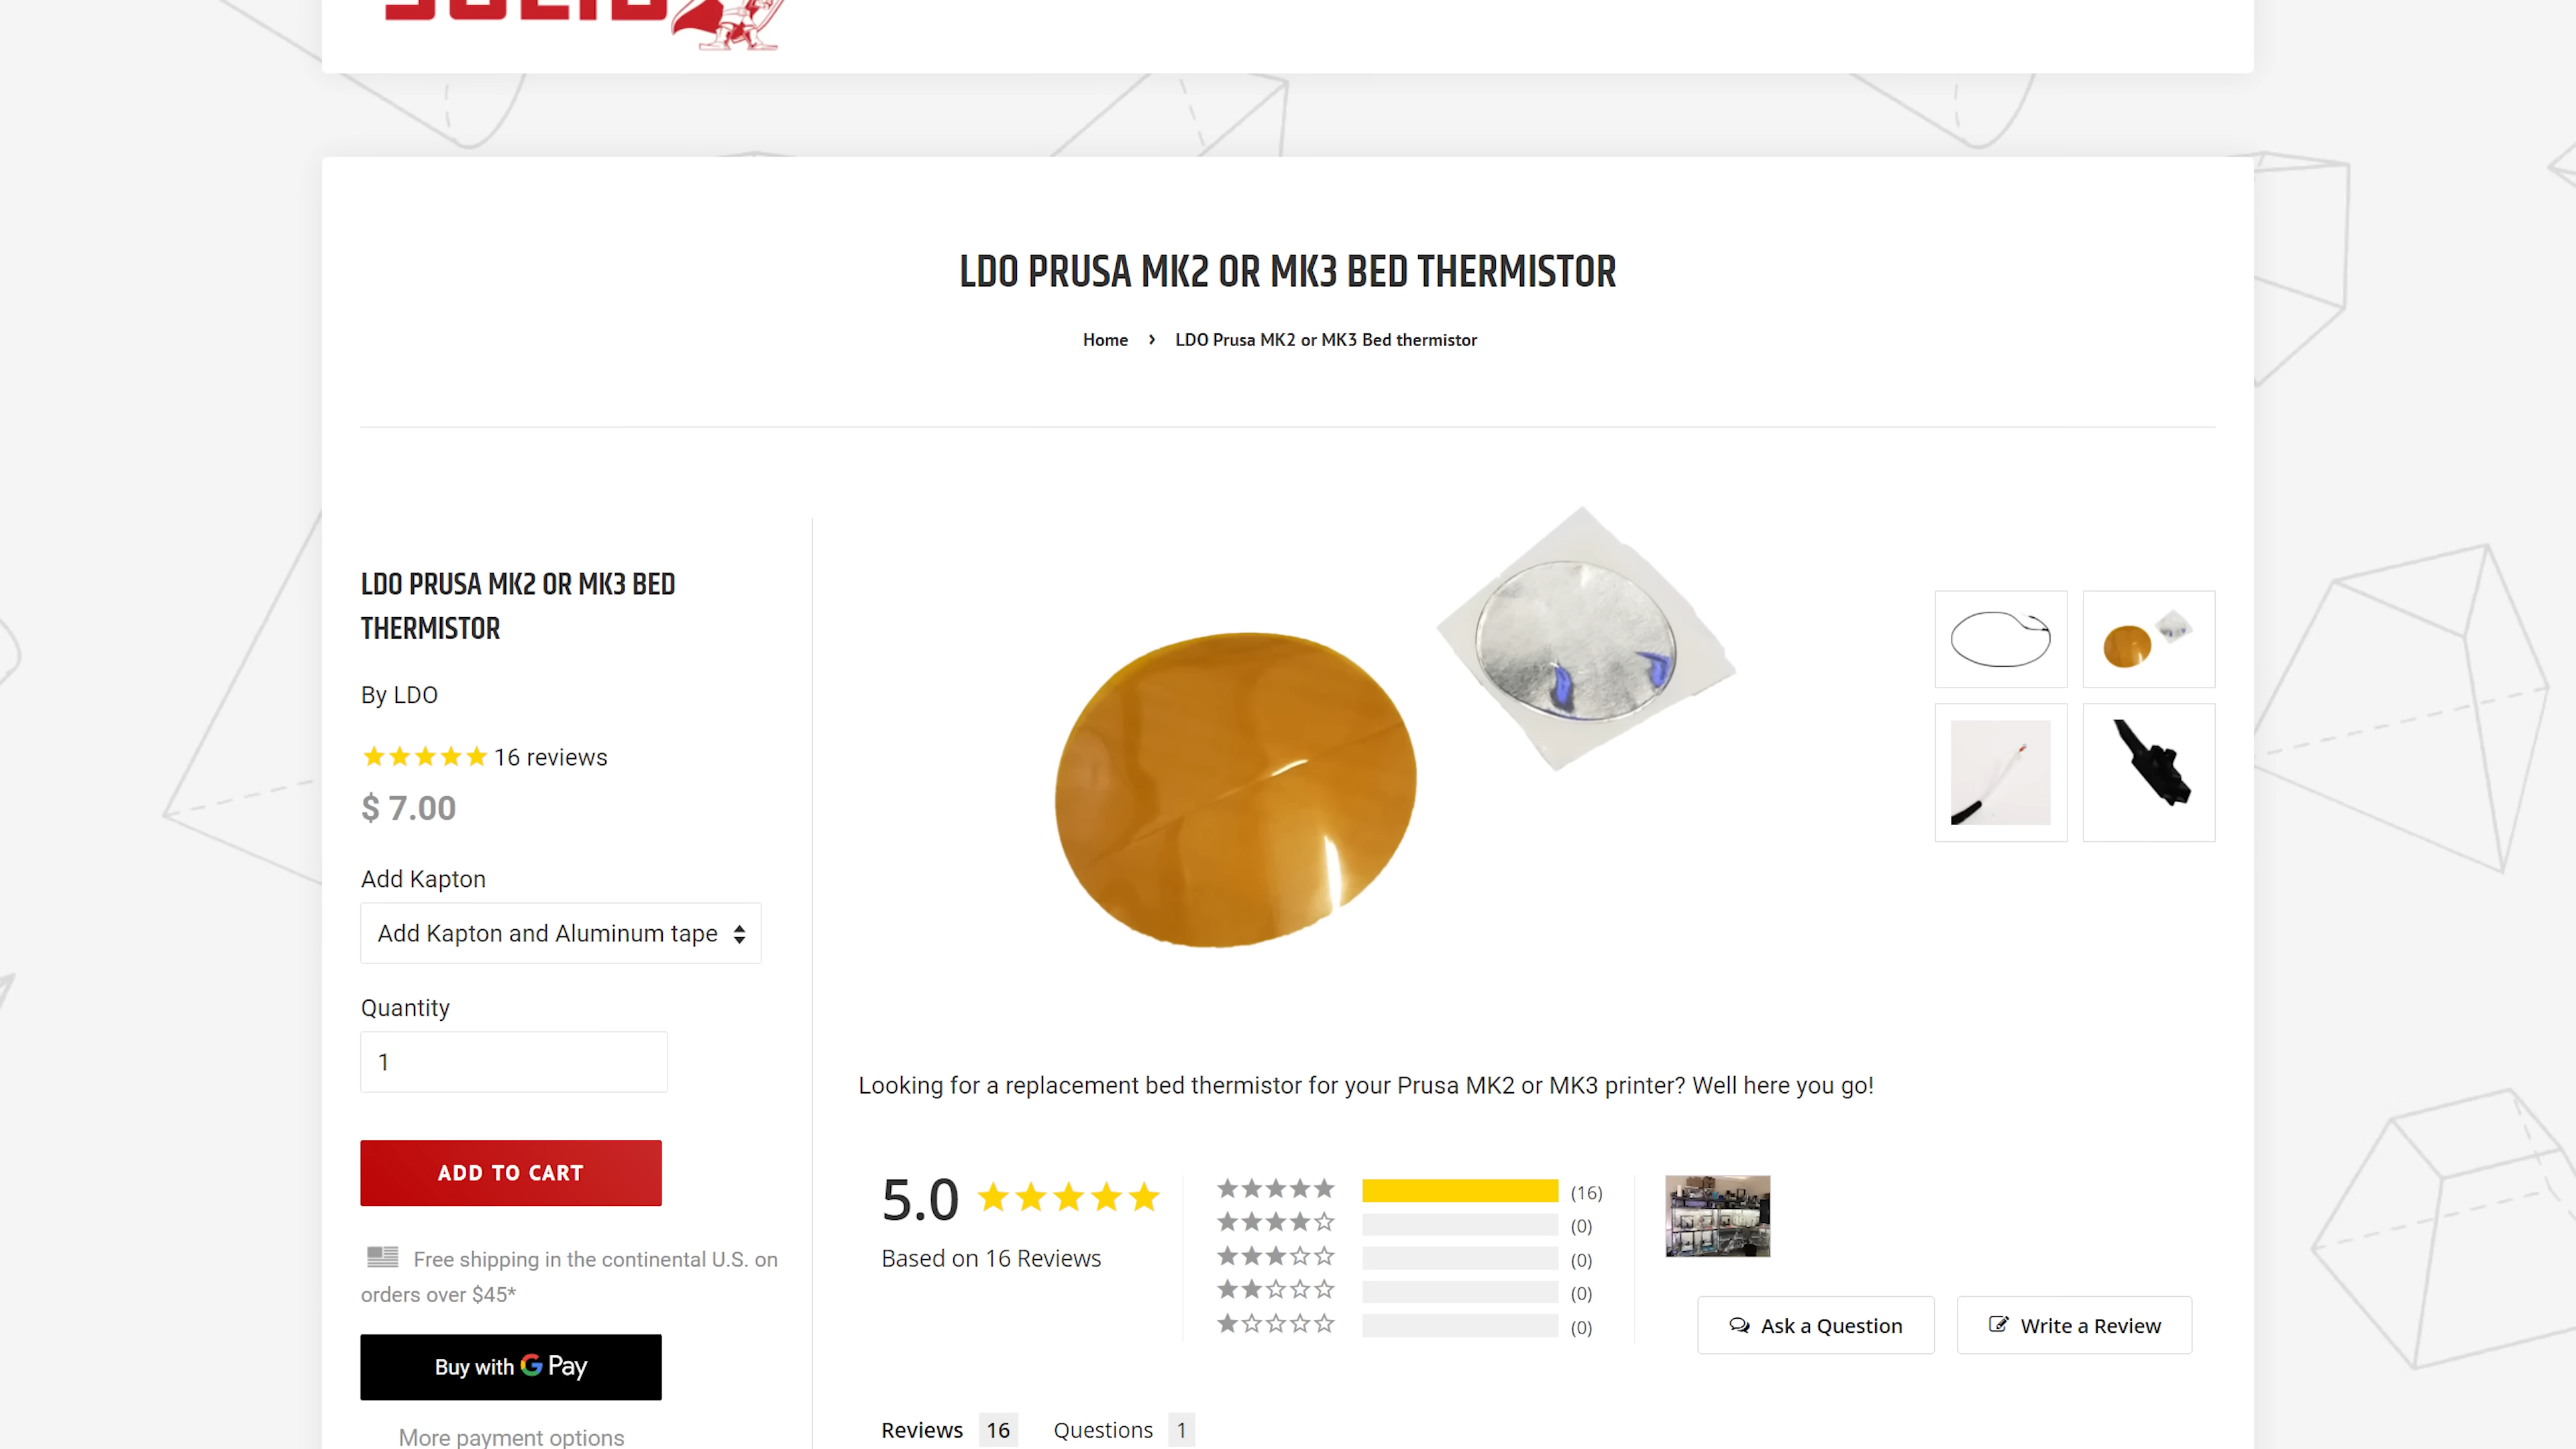 LDO PRUSA MK2 OR MK3 BED THERMISTOR
Home › LDO Prusa MK2 or MK3 Bed thermistor
LDO PRUSA MK2 OR MK3 BED
THERMISTOR
By LDO
16 reviews
$ 7.00
Add Kapton
Add Kapton and Aluminum tape
Quantity
1
ADD TO CART
Free shipping in the continental U.S. on
orders over $45*
Buy with G Pay
More payment options
Looking for a replacement bed thermistor for your Prusa MK2 or MK3 printer? Well here you go!
5.0
Based on 16 Reviews
(16)
(0)
(0)
(0)
(0)
Ask a Question
Write a Review
Reviews 16 Questions 1